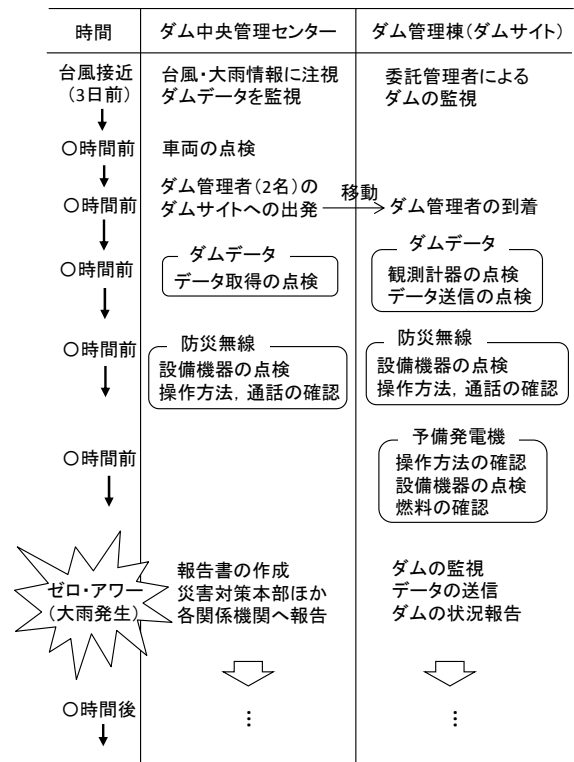 時間
ダム中央管理センター
ダム管理棟(ダムサイト)
台風接近
(3日前)
台風・大雨情報に注視
ダムデータを監視
委託管理者による
ダムの監視
〇時間前
車両の点検
〇時間前
ダム管理者(2名)の
ダムサイトへの出発
移動
ダム管理者の到着
〇時間前
ダムデータ
データ取得の点検
ダムデータ
観測計器の点検
データ送信の点検
〇時間前
防災無線
設備機器の点検
操作方法,通話の確認
防災無線
設備機器の点検
操作方法,通話の確認
〇時間前
予備発電機
操作方法の確認
設備機器の点検
燃料の確認
ゼロ・アワー
(大雨発生)
報告書の作成
災害対策本部ほか
各関係機関へ報告
ダムの監視
データの送信
ダムの状況報告
〇時間後
⋮
⋮